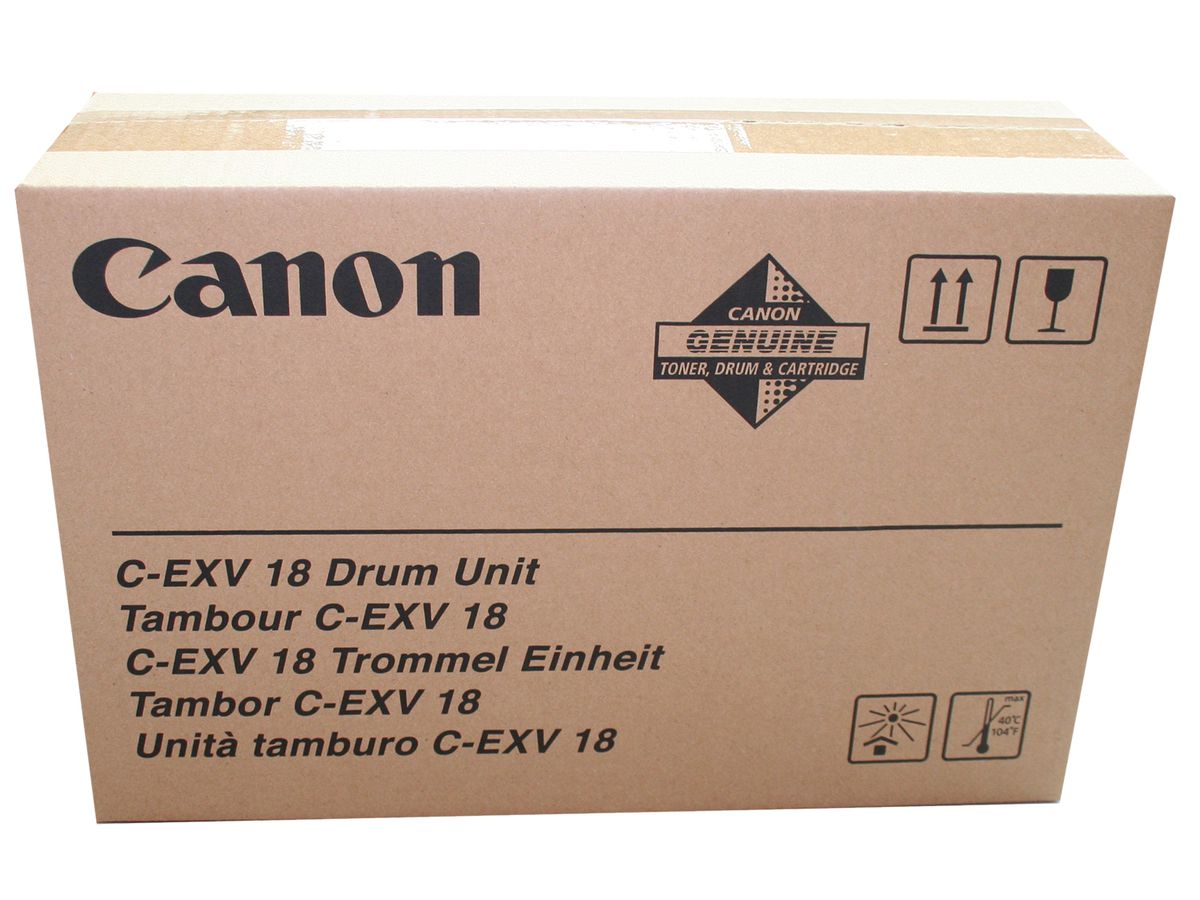 Canon
CANON
GENUINE
TONER, DRUM & CARTRIDGE
C-EXV 18 Drum Unit
Tambour C-EXV 18
C-EXV 18 Trommel Einheit
Tambor C-EXV 18
Unità tamburo C-EXV 18
max
40°C
104°F